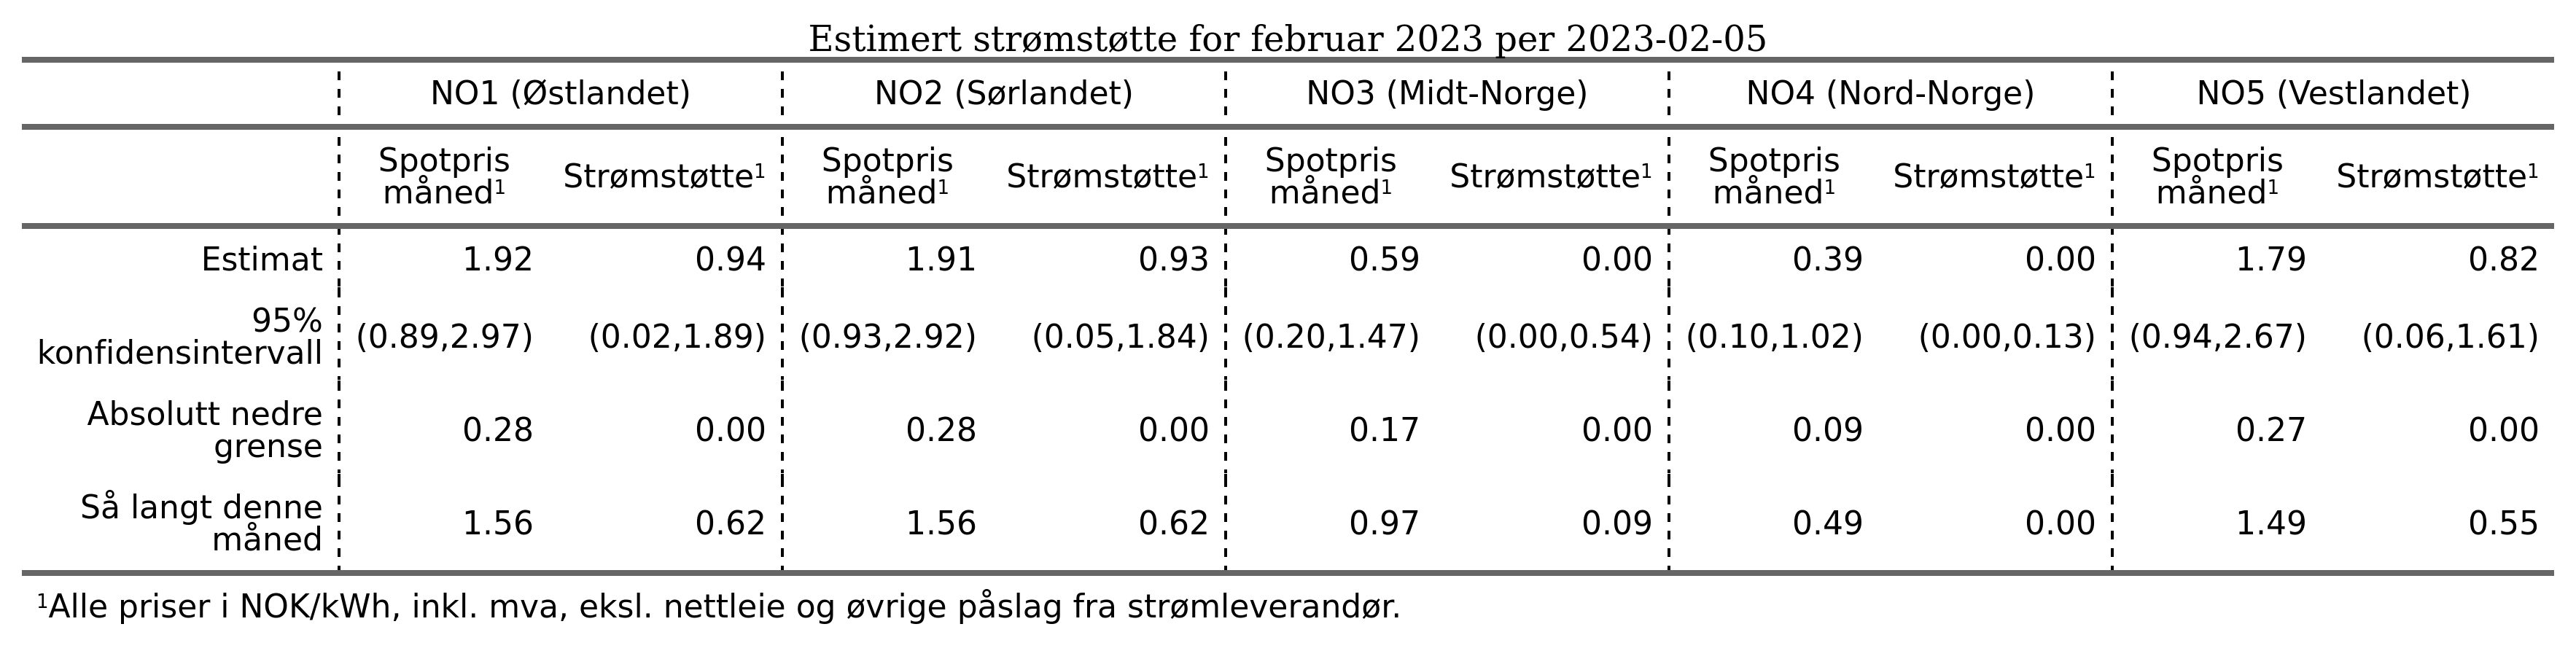 Estimert strømstøtte for februar 2023 per 2023-02-05
NO1 (Østlandet) NO2 (Sørlandet) NO3 (Midt-Norge) NO4 (Nord-Norge) NO5 (Vestlandet)
Spotpris måned¹ Strømstøtte¹ Spotpris måned¹ Strømstøtte¹ Spotpris måned¹ Strømstøtte¹ Spotpris måned¹ Strømstøtte¹ Spotpris måned¹ Strømstøtte¹
Estimat 1.92 0.94 1.91 0.93 0.59 0.00 0.39 0.00 1.79 0.82
95% konfidensintervall (0.89,2.97) (0.02,1.89) (0.93,2.92) (0.05,1.84) (0.20,1.47) (0.00,0.54) (0.10,1.02) (0.00,0.13) (0.94,2.67) (0.06,1.61)
Absolutt nedre grense 0.28 0.00 0.28 0.00 0.17 0.00 0.09 0.00 0.27 0.00
Så langt denne måned 1.56 0.62 1.56 0.62 0.97 0.09 0.49 0.00 1.49 0.55
¹Alle priser i NOK/kWh, inkl. mva, eksl. nettleie og øvrige påslag fra strømleverandør.